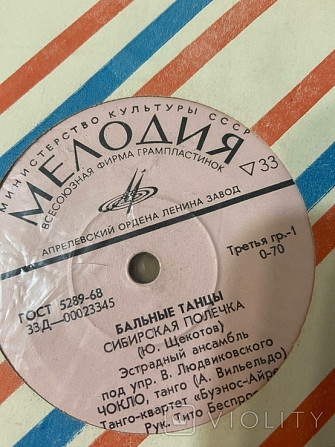 МИНИСТЕРСТВО КУЛЬТУРЫ СССР
МЕЛОДИЯ
ВСЕСОЮЗНАЯ ФИРМА ГРАМПЛАСТИНОК
33
АПРЕЛЕВСКИЙ ОРДЕНА ЛЕНИНА ЗАВОД
ГОСТ 5289-68
33Д—00023345
Третья гр.-1
0-70
БАЛЬНЫЕ ТАНЦЫ
СИБИРСКАЯ ПОЛЕЧКА
(Ю. Щекотов)
Эстрадный ансамбль
под упр. В. Людвиковского
ЧОКЛО, танго (А. Вильельдо)
Танго-квартет «Буэнос-Айре
Рук. Тито Беспро
VIOLITY